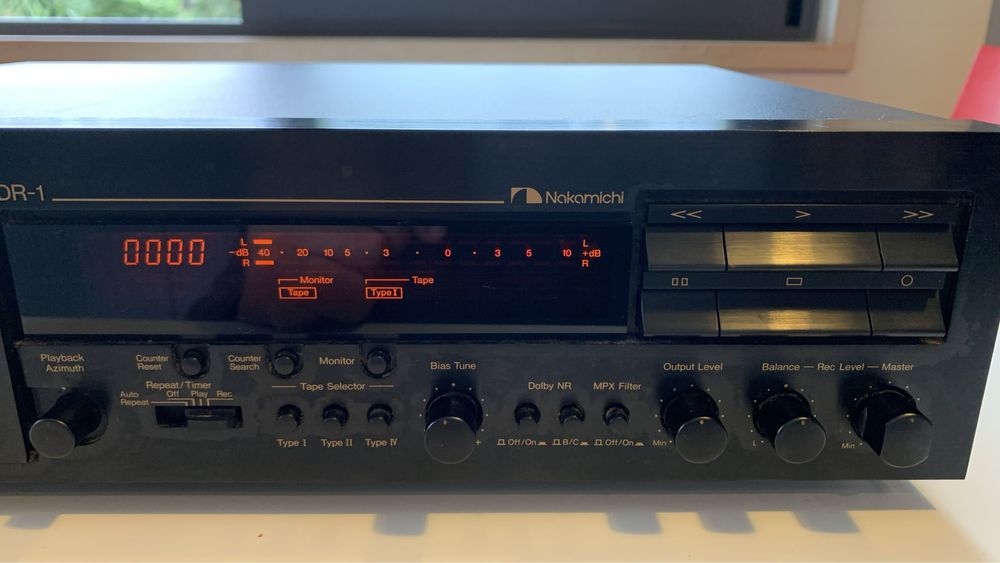 DR-1
Nakamichi
<< > >>
0000
L
-dB 40 · 20 10 5 · 3 · 0 · 3 5 10 +dB
R
L
R
Monitor
Tape
Tape
Type I
Playback
Azimuth
Counter
Reset
Counter
Search
Monitor
Bias Tune
Output Level
Balance — Rec Level — Master
Repeat/Timer
Auto
Repeat
Off Play Rec
Tape Selector
Type I Type II Type IV
+
Dolby NR
MPX Filter
Off/On
B/C
Off/On
Min
L
Min